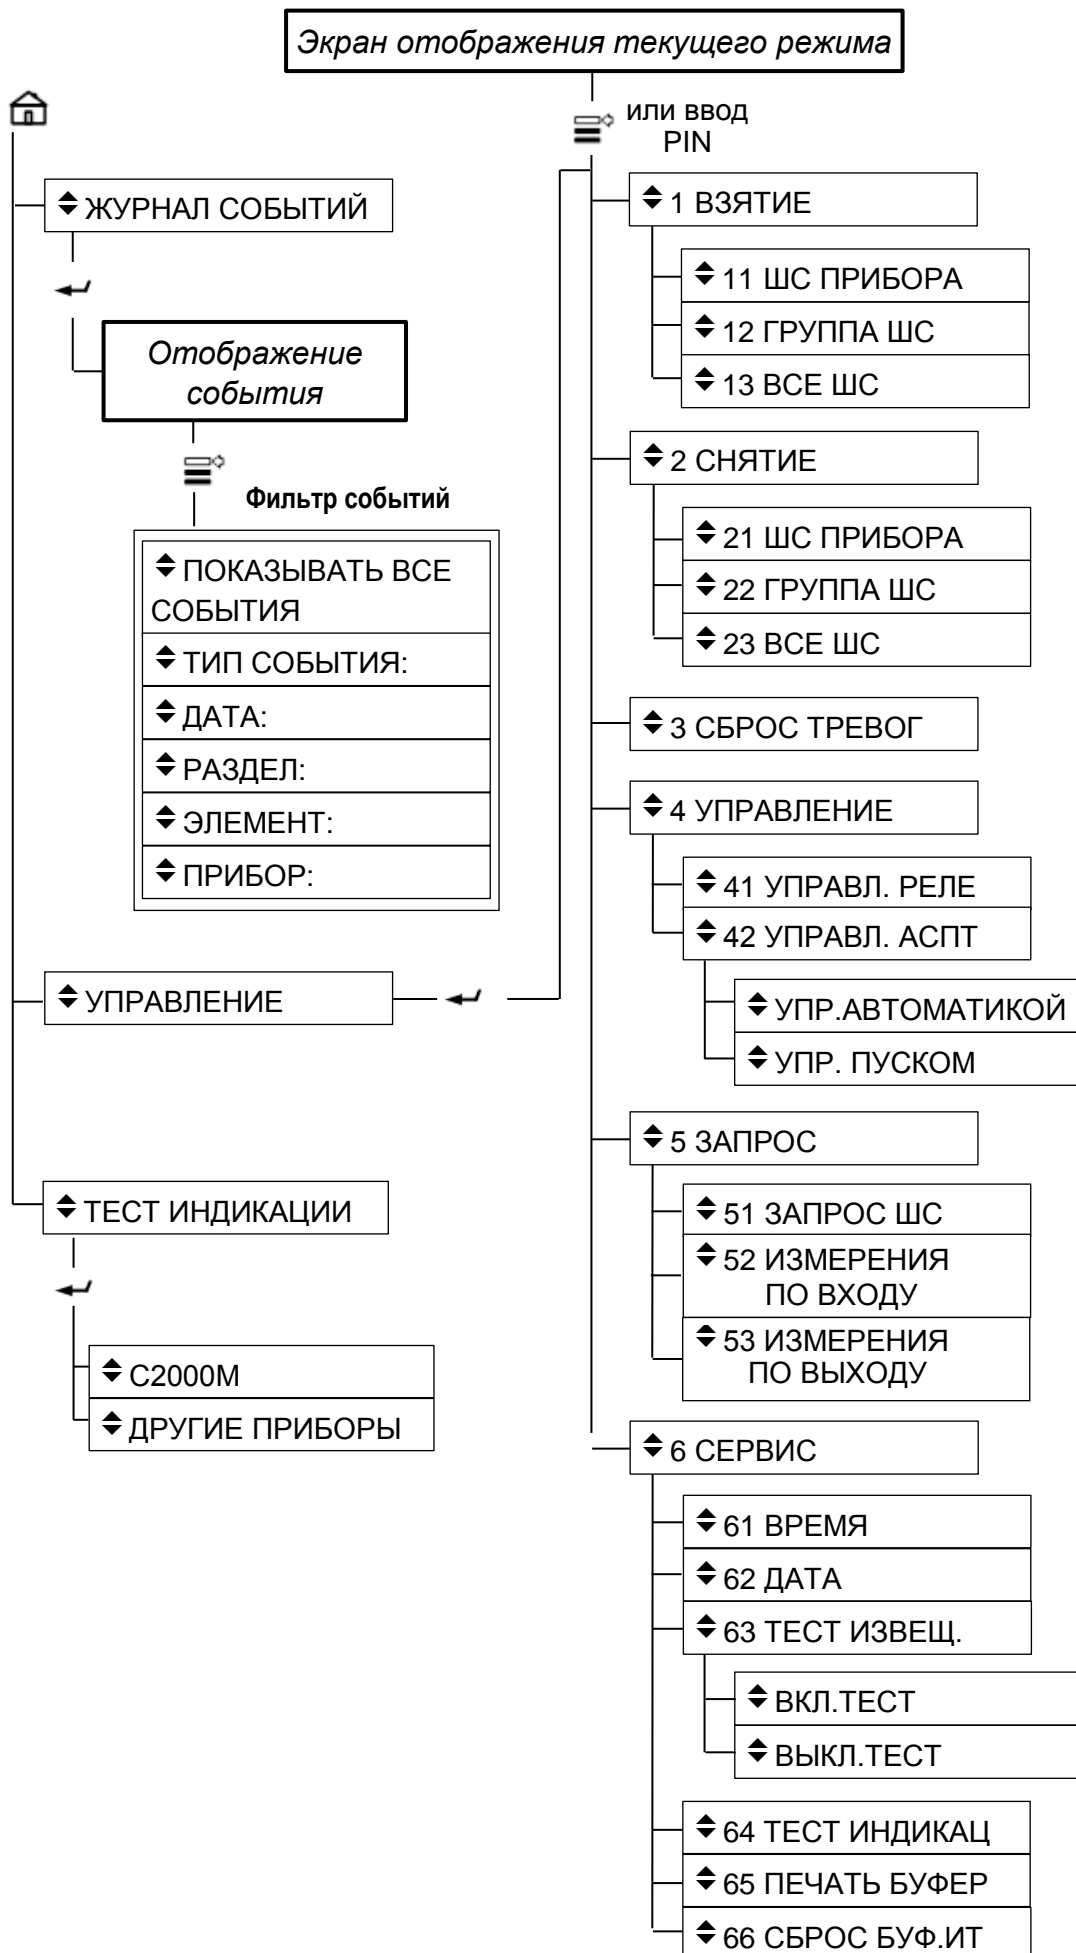 Экран отображения текущего режима
или ввод
PIN
ЖУРНАЛ СОБЫТИЙ
Отображение
события
Фильтр событий
ПОКАЗЫВАТЬ ВСЕ
СОБЫТИЯ
ТИП СОБЫТИЯ:
ДАТА:
РАЗДЕЛ:
ЭЛЕМЕНТ:
ПРИБОР:
УПРАВЛЕНИЕ
ТЕСТ ИНДИКАЦИИ
С2000М
ДРУГИЕ ПРИБОРЫ
1 ВЗЯТИЕ
11 ШС ПРИБОРА
12 ГРУППА ШС
13 ВСЕ ШС
2 СНЯТИЕ
21 ШС ПРИБОРА
22 ГРУППА ШС
23 ВСЕ ШС
3 СБРОС ТРЕВОГ
4 УПРАВЛЕНИЕ
41 УПРАВЛ. РЕЛЕ
42 УПРАВЛ. АСПТ
УПР.АВТОМАТИКОЙ
УПР. ПУСКОМ
5 ЗАПРОС
51 ЗАПРОС ШС
52 ИЗМЕРЕНИЯ
ПО ВХОДУ
53 ИЗМЕРЕНИЯ
ПО ВЫХОДУ
6 СЕРВИС
61 ВРЕМЯ
62 ДАТА
63 ТЕСТ ИЗВЕЩ.
ВКЛ.ТЕСТ
ВЫКЛ.ТЕСТ
64 ТЕСТ ИНДИКАЦ
65 ПЕЧАТЬ БУФЕР
66 СБРОС БУФ.ИТ